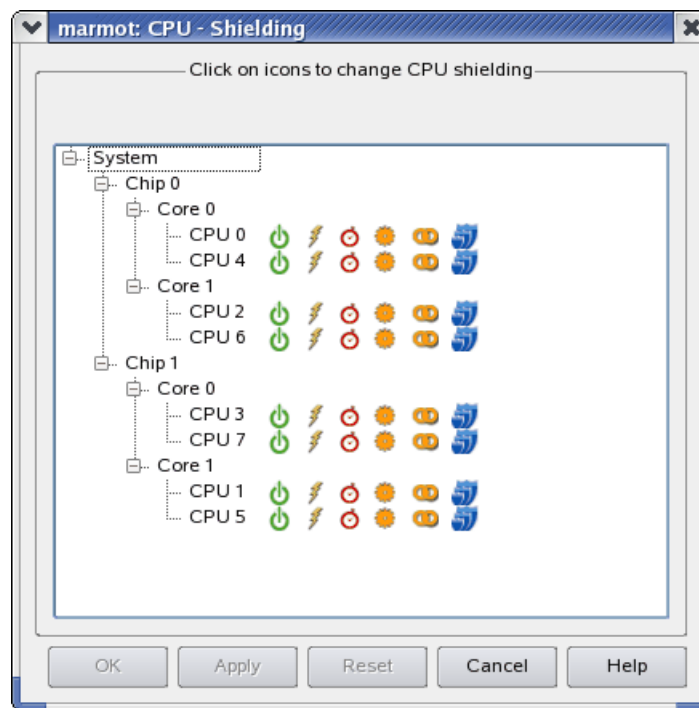 marmot: CPU - Shielding
Click on icons to change CPU shielding
System
Chip 0
Core 0
CPU 0
CPU 4
Core 1
CPU 2
CPU 6
Chip 1
Core 0
CPU 3
CPU 7
Core 1
CPU 1
CPU 5
OK Apply Reset Cancel Help